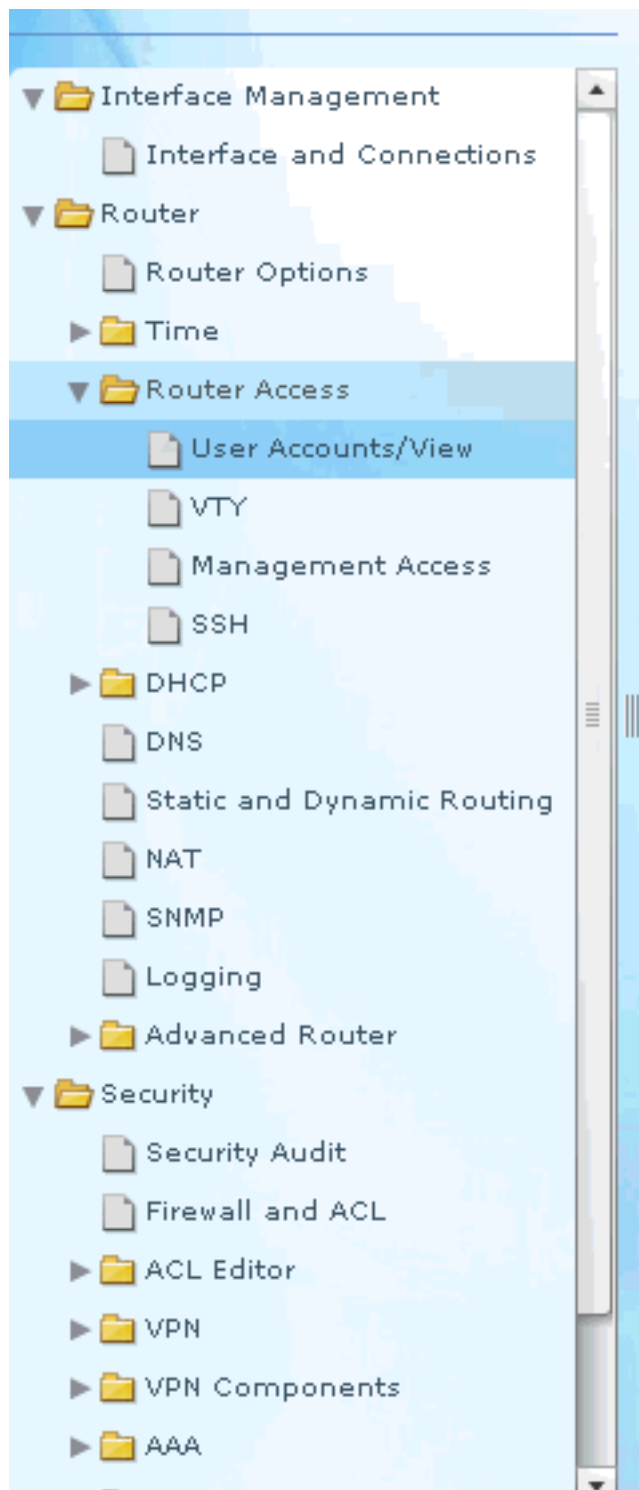 Interface Management
Interface and Connections
Router
Router Options
Time
Router Access
User Accounts/View
VTY
Management Access
SSH
DHCP
DNS
Static and Dynamic Routing
NAT
SNMP
Logging
Advanced Router
Security
Security Audit
Firewall and ACL
ACL Editor
VPN
VPN Components
AAA